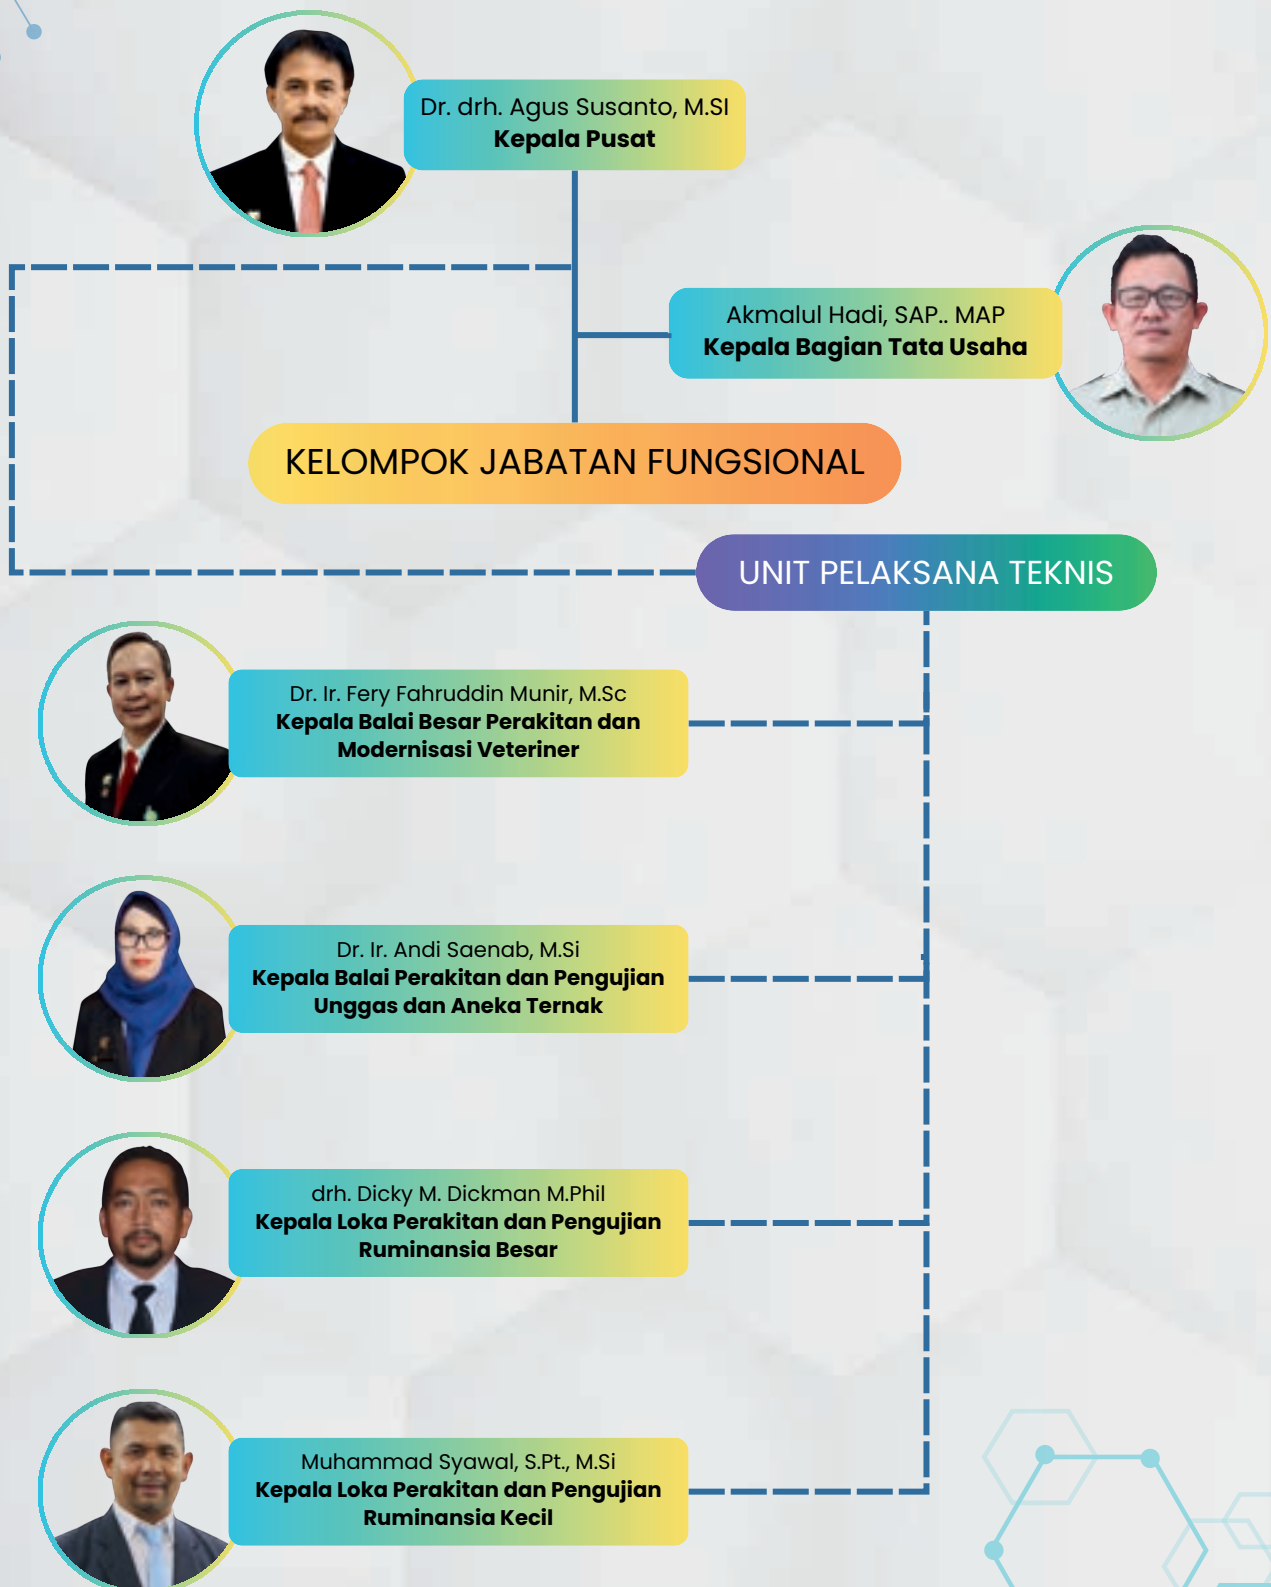 Dr. drh. Agus Susanto, M.SI
Kepala Pusat
Akmalul Hadi, SAP.. MAP
Kepala Bagian Tata Usaha
KELOMPOK JABATAN FUNGSIONAL
UNIT PELAKSANA TEKNIS
Dr. Ir. Fery Fahruddin Munir, M.Sc
Kepala Balai Besar Perakitan dan
Modernisasi Veteriner
Dr. Ir. Andi Saenab, M.Si
Kepala Balai Perakitan dan Pengujian
Unggas dan Aneka Ternak
drh. Dicky M. Dickman M.Phil
Kepala Loka Perakitan dan Pengujian
Ruminansia Besar
Muhammad Syawal, S.Pt., M.Si
Kepala Loka Perakitan dan Pengujian
Ruminansia Kecil